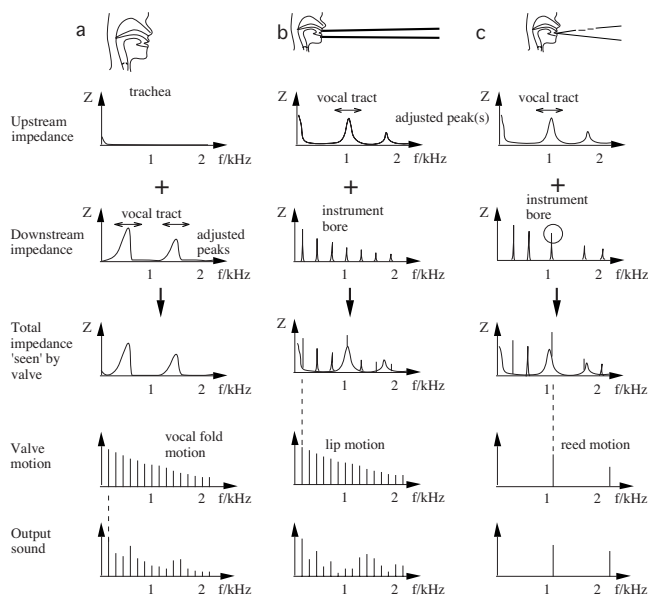 a
b
c
Upstream
impedance
Z
trachea
1
2
f/kHz
Z
vocal tract
adjusted peak(s)
1
2
f/kHz
Z
vocal tract
1
2
f/kHz
+
+
+
Downstream
impedance
Z
vocal tract
adjusted
peaks
1
2
f/kHz
Z
instrument
bore
1
2
f/kHz
Z
instrument
bore
1
2
f/kHz
Total
impedance
'seen' by
valve
Z
1
2
f/kHz
Z
1
2
f/kHz
Z
1
2
f/kHz
Valve
motion
vocal fold
motion
1
2
f/kHz
lip motion
1
2
f/kHz
reed motion
1
2
f/kHz
Output
sound
1
2
f/kHz
1
2
f/kHz
1
2
f/kHz